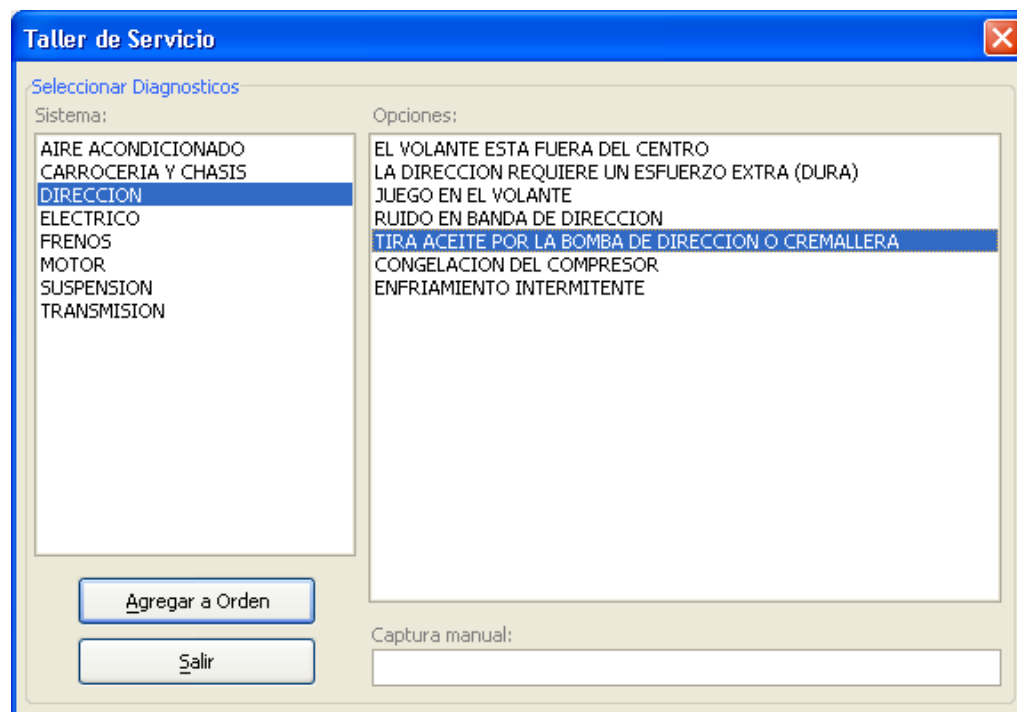 Taller de Servicio
Seleccionar Diagnosticos
Sistema:
AIRE ACONDICIONADO
CARROCERIA Y CHASIS
DIRECCION
ELECTRICO
FRENOS
MOTOR
SUSPENSION
TRANSMISION
Opciones:
EL VOLANTE ESTA FUERA DEL CENTRO
LA DIRECCION REQUIERE UN ESFUERZO EXTRA (DURA)
JUEGO EN EL VOLANTE
RUIDO EN BANDA DE DIRECCION
TIRA ACEITE POR LA BOMBA DE DIRECCION O CREMALLERA
CONGELACION DEL COMPRESOR
ENFRIAMIENTO INTERMITENTE
Agregar a Orden
Salir
Captura manual: